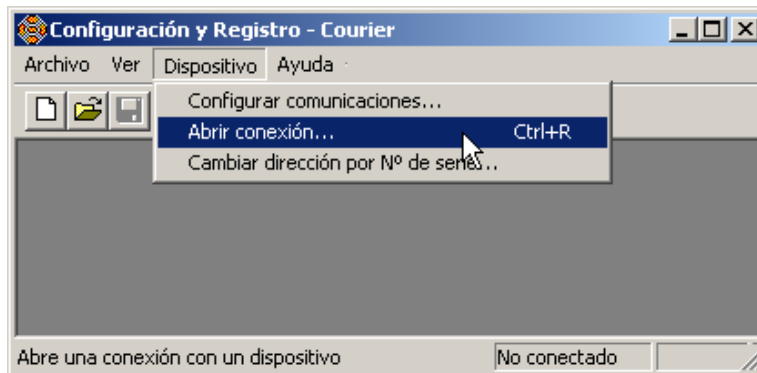 Configuración y Registro - Courier
Archivo Ver Dispositivo Ayuda
Configurar comunicaciones...
Abrir conexión... Ctrl+R
Cambiar dirección por Nº de serie...
Abre una conexión con un dispositivo No conectado